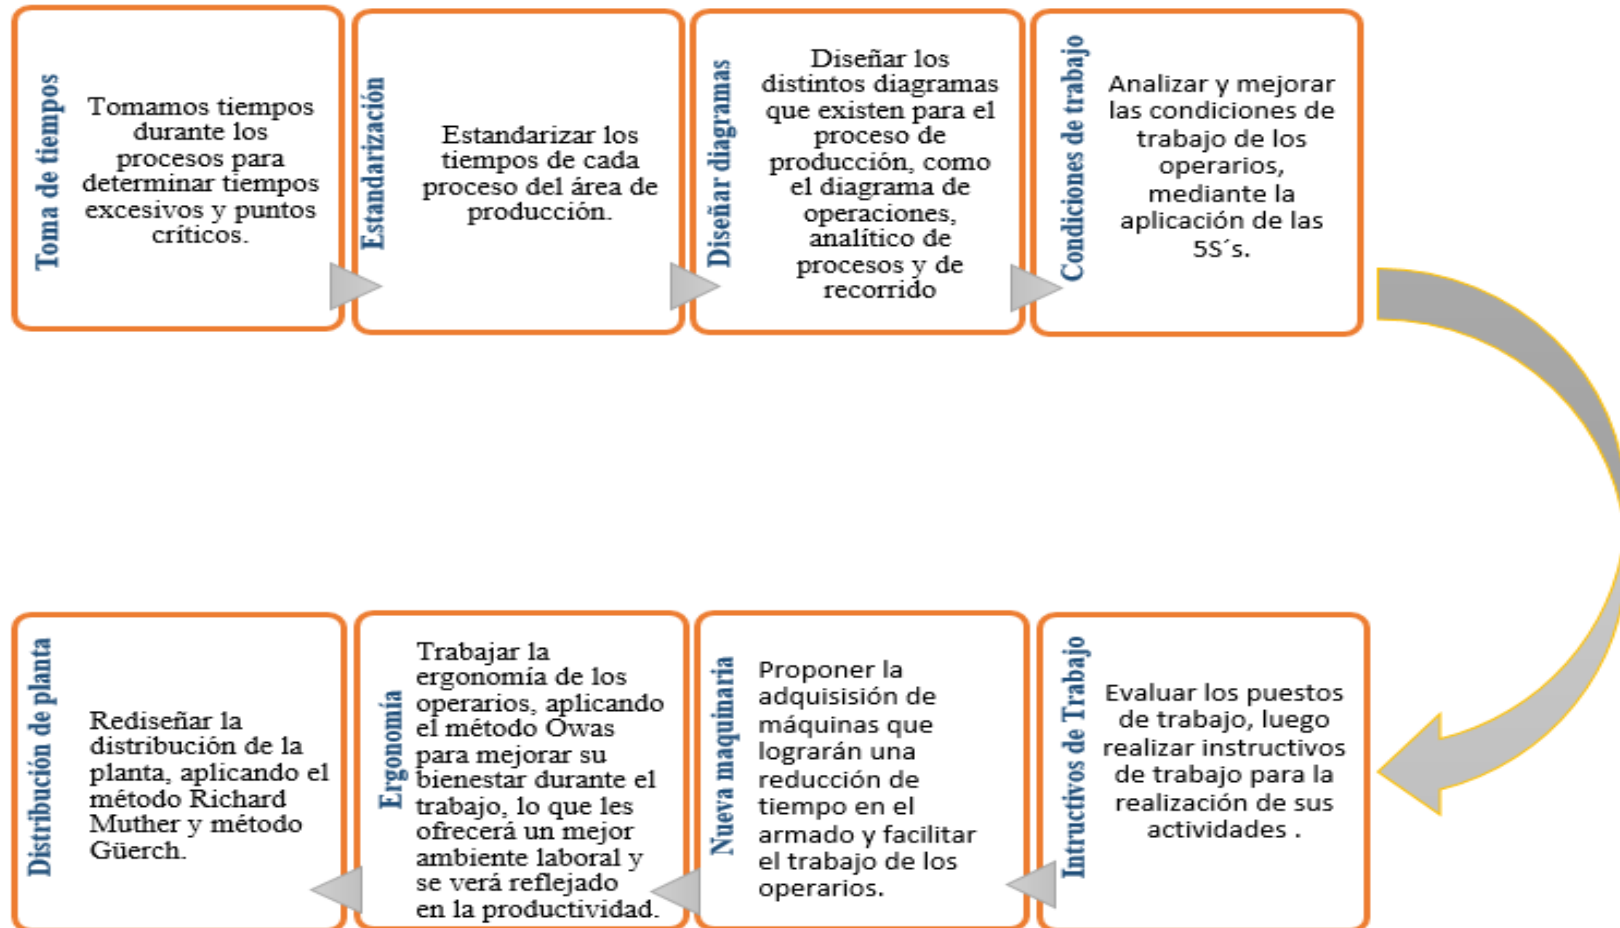 Toma de tiempos
Tomamos tiempos
durante los
procesos para
determinar tiempos
excesivos y puntos
críticos.
Estandarización
Estandarizar los
tiempos de cada
proceso del área de
producción.
Diseñar diagramas
Diseñar los
distintos diagramas
que existen para el
proceso de
producción, como
el diagrama de
operaciones,
analítico de
procesos y de
recorrido
Condiciones de trabajo
Analizar y mejorar
las condiciones de
trabajo de los
operarios,
mediante la
aplicación de las
5S´s.
Intructivos de Trabajo
Evaluar los puestos
de trabajo, luego
realizar instructivos
de trabajo para la
realización de sus
actividades .
Nueva maquinaria
Proponer la
adquisisión de
máquinas que
lograrán una
reducción de
tiempo en el
armado y facilitar
el trabajo de los
operarios.
Ergonomía
Trabajar la
ergonomía de los
operarios, aplicando
el método Owas
para mejorar su
bienestar durante el
trabajo, lo que les
ofrecerá un mejor
ambiente laboral y
se verá reflejado
en la productividad.
Distribución de planta
Rediseñar la
distribución de la
planta, aplicando el
método Richard
Muther y método
Güerch.